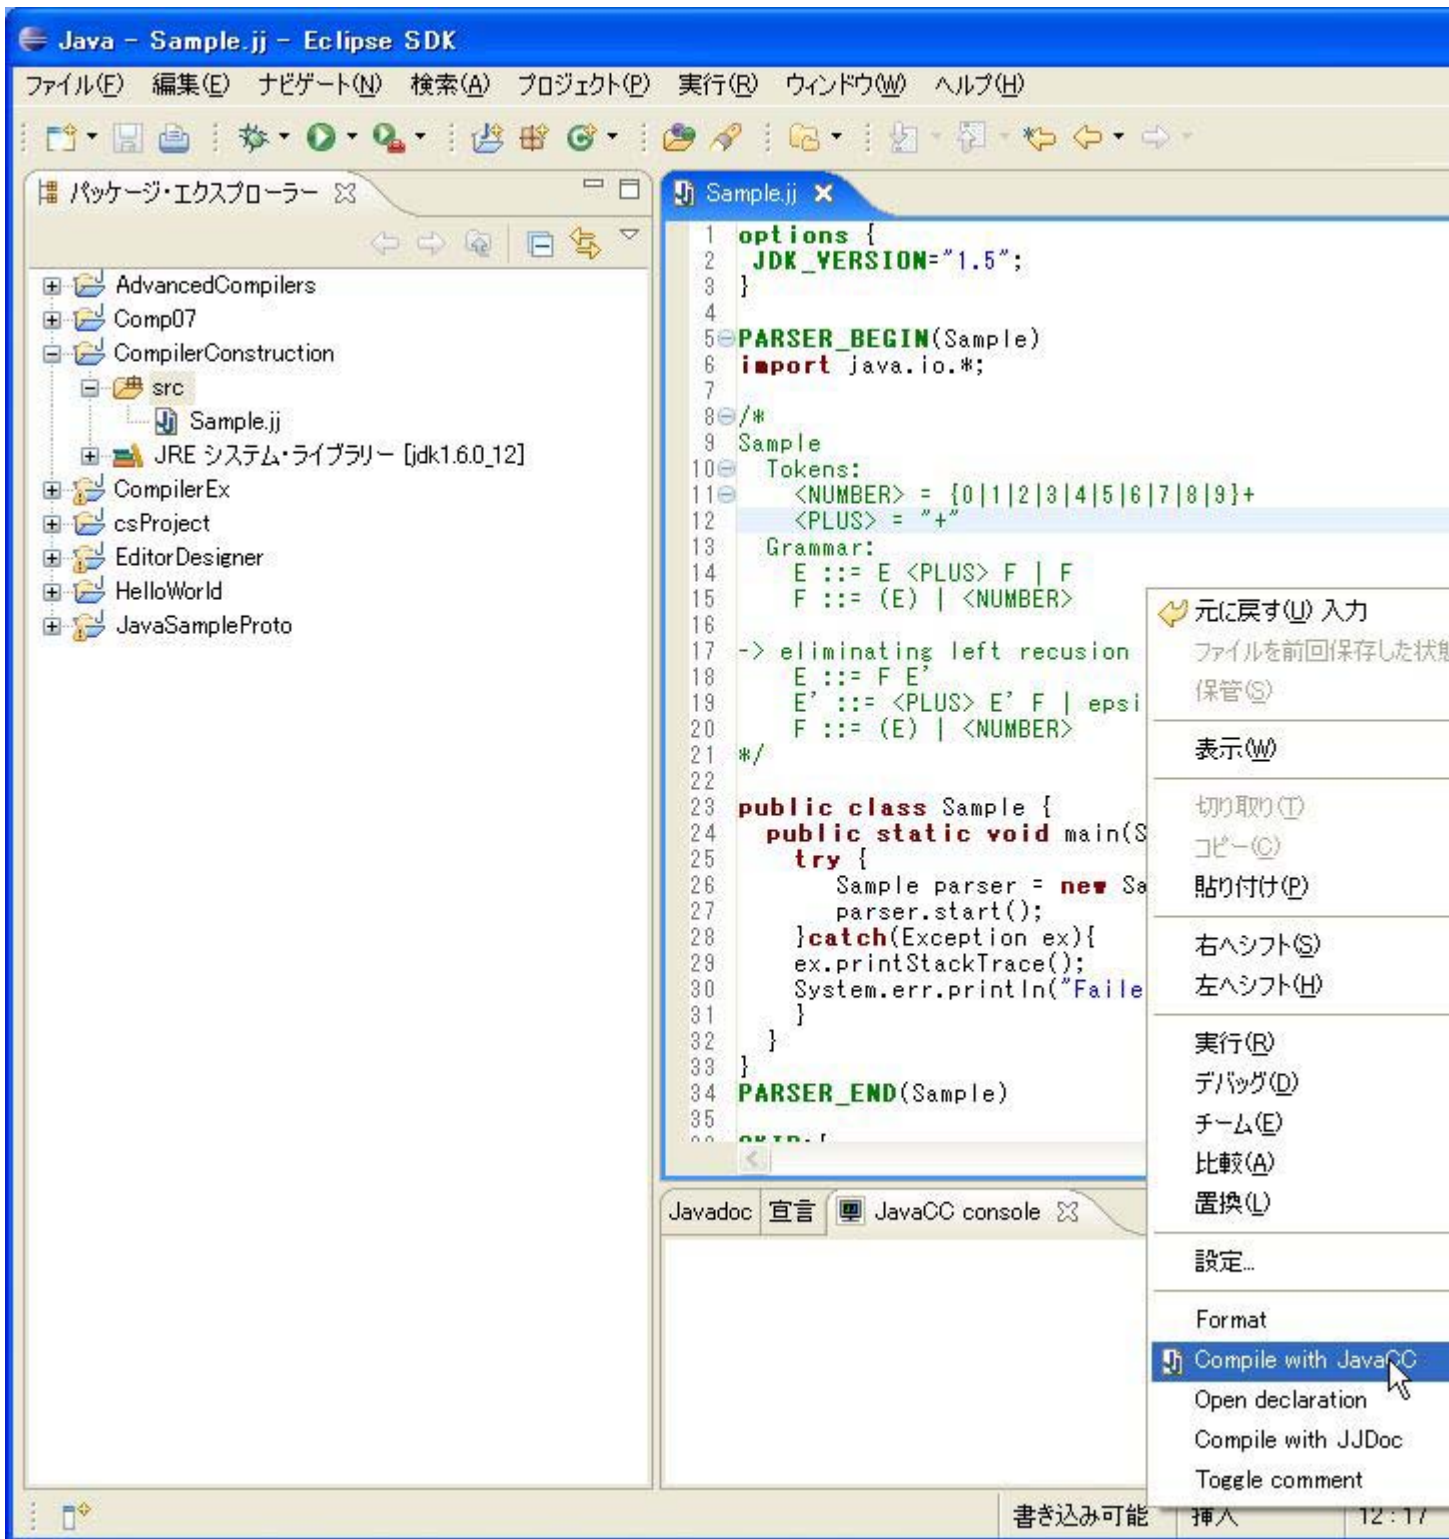 Java - Sample.jj - Eclipse SDK
ファイル(F) 編集(E) ナビゲート(N) 検索(A) プロジェクト(P) 実行(R) ウィンドウ(W) ヘルプ(H)
パッケージ・エクスプローラー
AdvancedCompilers
Comp07
CompilerConstruction
src
Sample.jj
JRE システム・ライブラリー [jdk1.6.0_12]
CompilerEx
csProject
EditorDesigner
HelloWorld
JavaSampleProto
Sample.jj
1 options {
2 JDK_VERSION="1.5";
3 }
4
5 PARSER_BEGIN(Sample)
6 import java.io.*;
7
8 /*
9 Sample
10 Tokens:
11 <NUMBER> = {0|1|2|3|4|5|6|7|8|9}+
12 <PLUS> = "+"
13 Grammar:
14 E ::= E <PLUS> F | F
15 F ::= (E) | <NUMBER>
16
17 -> eliminating left recusion
18 E ::= F E'
19 E' ::= <PLUS> E' F | epsi
20 F ::= (E) | <NUMBER>
21 */
22
23 public class Sample {
24 public static void main(S
25 try {
26 Sample parser = new Sa
27 parser.start();
28 }catch(Exception ex){
29 ex.printStackTrace();
30 System.err.println("Faile
31 }
32 }
33 }
34 PARSER_END(Sample)
35
Javadoc 宣言 JavaCC console
元に戻す(U) 入力
ファイルを前回保存した状態
保管(S)
表示(W)
切り取り(T)
コピー(C)
貼り付け(P)
右へシフト(S)
左へシフト(H)
実行(R)
デバッグ(D)
チーム(E)
比較(A)
置換(L)
設定...
Format
Compile with JavaCC
Open declaration
Compile with JJDoc
Toggle comment
書き込み可能 挿入 12:17